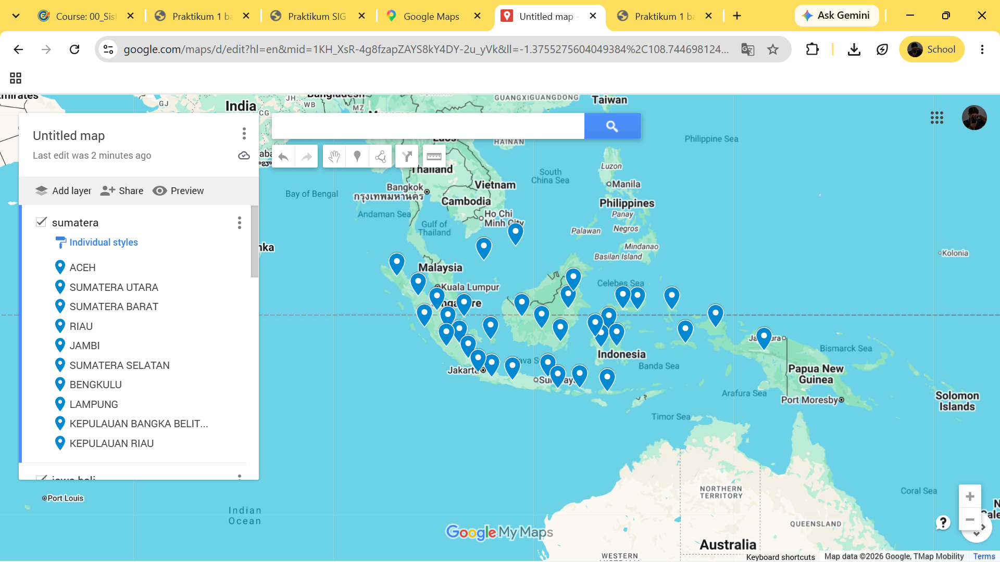 Course: 00_Sis
Praktikum 1 ba
Praktikum SIG
Google Maps
Untitled map -
Praktikum 1 ba
Ask Gemini
google.com/maps/d/edit?hl=en&mid=1KH_XsR-4g8fzapZAYS8kY4DY-2u_yVk&ll=-1.3755275604049384%2C108.744698124...
School
Untitled map
Last edit was 2 minutes ago
Add layer
Share
Preview
sumatera
Individual styles
ACEH
SUMATERA UTARA
SUMATERA BARAT
RIAU
JAMBI
SUMATERA SELATAN
BENGKULU
LAMPUNG
KEPULAUAN BANGKA BELIT...
KEPULAUAN RIAU
jawa bali
GJ
India
CG
JH
WB
Bangladesh
MZ
GUANGXI
GUANGDONG
Taiwan
HAINAN
Laos
Philippine Sea
Thailand
Bangkok
กรุงเทพมหานคร
Vietnam
Cambodia
Ho Chi
Minh City
South
China Sea
Luzon
Manila
Philippines
Panay
Palawan
Negros
Mindanao
Basilan Island
Bay of Bengal
Andaman Sea
Gulf of
Thailand
nka
Malaysia
Kuala Lumpur
Celebes Sea
Kolonia
Indonesia
Jakarta
Banda Sea
Bismarck Sea
Papua New
Guinea
Arafura Sea
Port Moresby
Solomon
Islands
Timor Sea
Port Louis
Indian
Ocean
NORTHERN
TERRITORY
Coral Sea
QUEENSLAND
Australia
WESTERN
Google My Maps
Keyboard shortcuts
Map data ©2026 Google, TMap Mobility
Terms